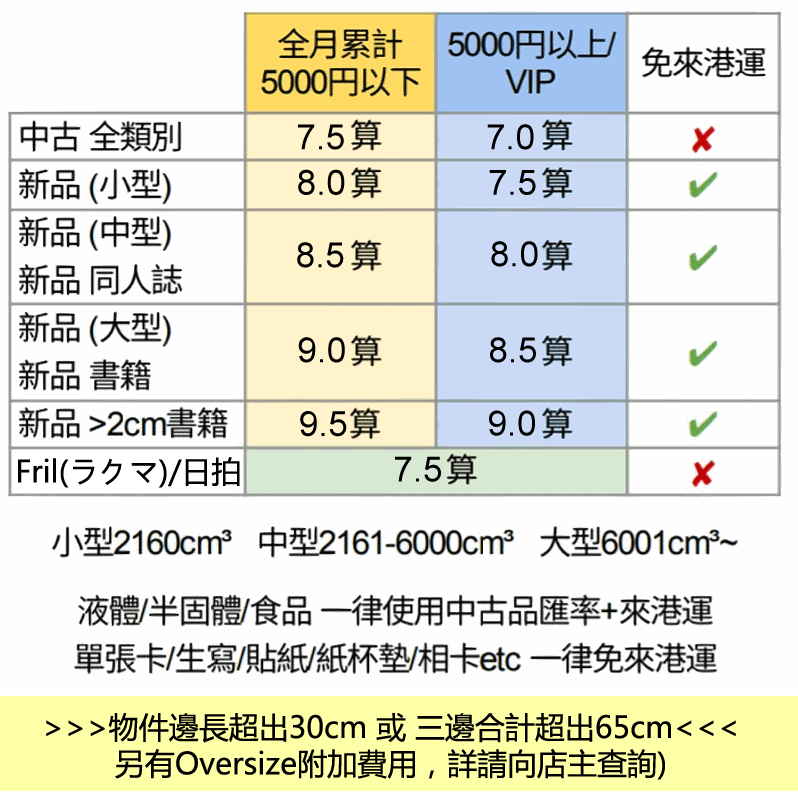 全月累計
5000円以下
5000円以上/
VIP
免來港運
中古 全類別
7.5算
7.0算
✘
新品 (小型)
8.0算
7.5算
✔
新品 (中型)
新品 同人誌
8.5算
8.0算
✔
新品 (大型)
新品 書籍
9.0算
8.5算
✔
新品 >2cm書籍
9.5算
9.0算
✔
Fril(ラクマ)/日拍
7.5算
✘
小型2160cm³ 中型2161-6000cm³ 大型6001cm³~
液體/半固體/食品 一律使用中古品匯率+來港運
單張卡/生寫/貼紙/紙杯墊/相卡etc 一律免來港運
>>>物件邊長超出30cm 或 三邊合計超出65cm<<<
另有Oversize附加費用，詳請向店主查詢)